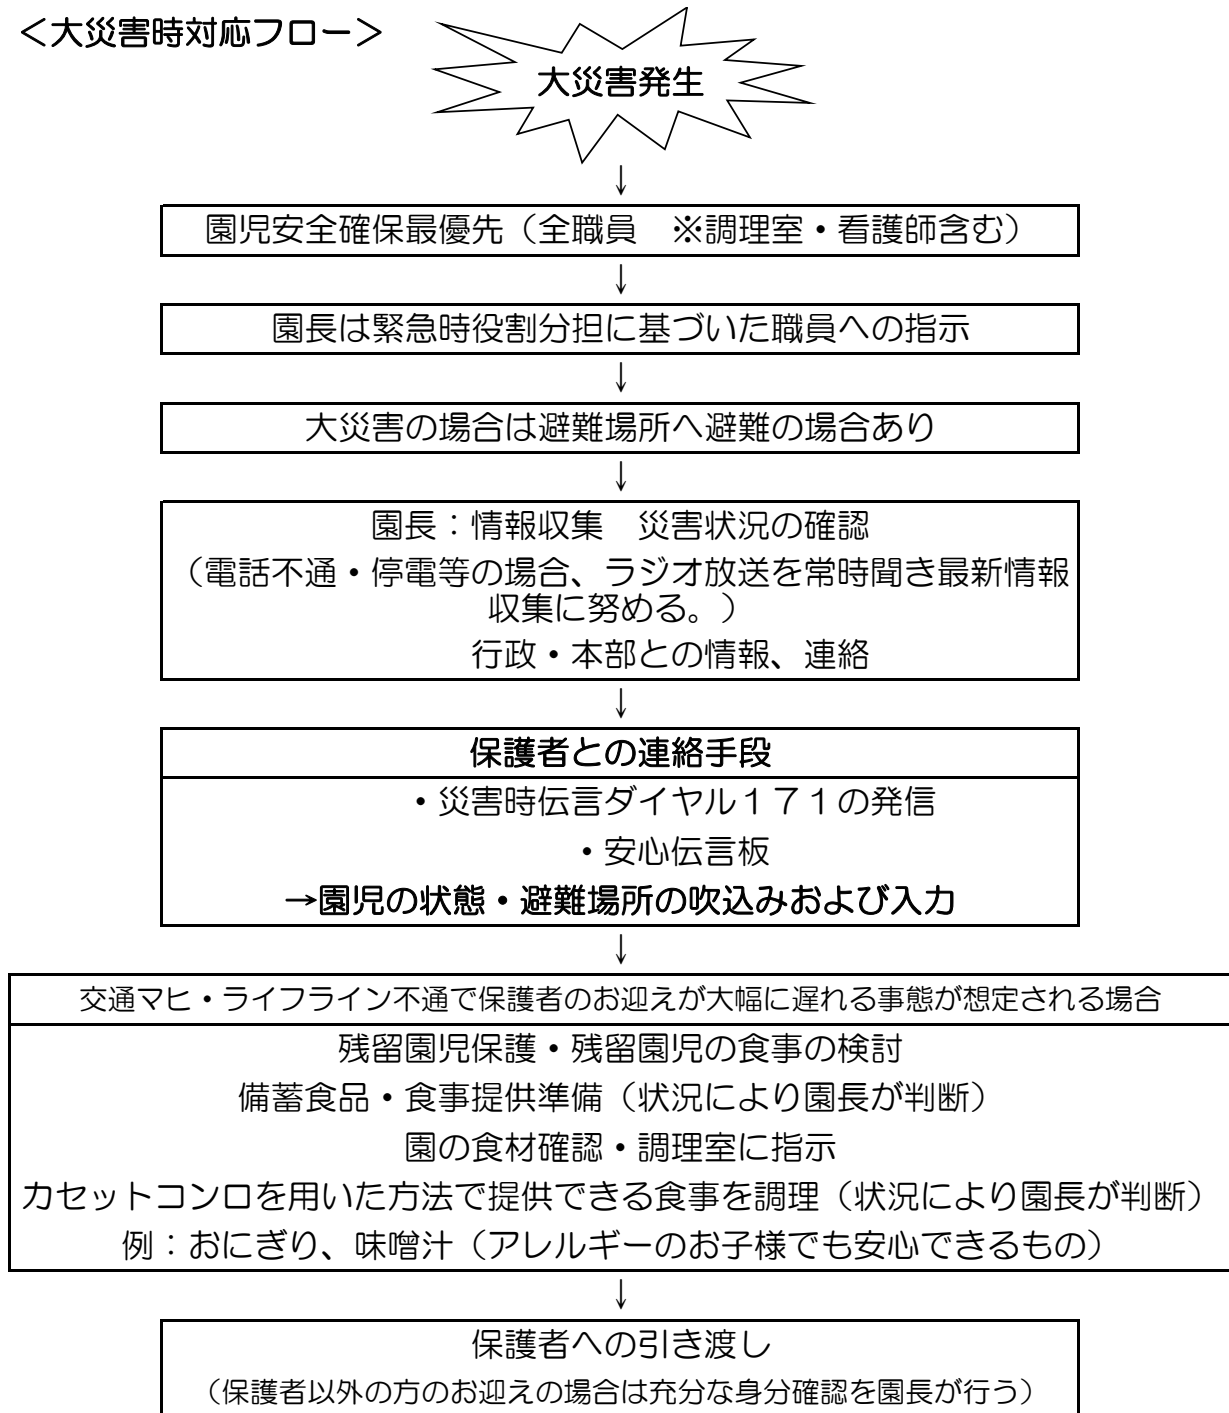 ＜大災害時対応フロー＞
大災害発生
↓
園児安全確保最優先（全職員　※調理室・看護師含む）
↓
園長は緊急時役割分担に基づいた職員への指示
↓
大災害の場合は避難場所へ避難の場合あり
↓
園長：情報収集　災害状況の確認
（電話不通・停電等の場合、ラジオ放送を常時聞き最新情報
収集に努める。）
行政・本部との情報、連絡
↓
保護者との連絡手段
・災害時伝言ダイヤル１７１の発信
・安心伝言板
→園児の状態・避難場所の吹込みおよび入力
↓
交通マヒ・ライフライン不通で保護者のお迎えが大幅に遅れる事態が想定される場合
残留園児保護・残留園児の食事の検討
備蓄食品・食事提供準備（状況により園長が判断）
園の食材確認・調理室に指示
カセットコンロを用いた方法で提供できる食事を調理（状況により園長が判断）
例：おにぎり、味噌汁（アレルギーのお子様でも安心できるもの）
↓
保護者への引き渡し
（保護者以外の方のお迎えの場合は充分な身分確認を園長が行う）